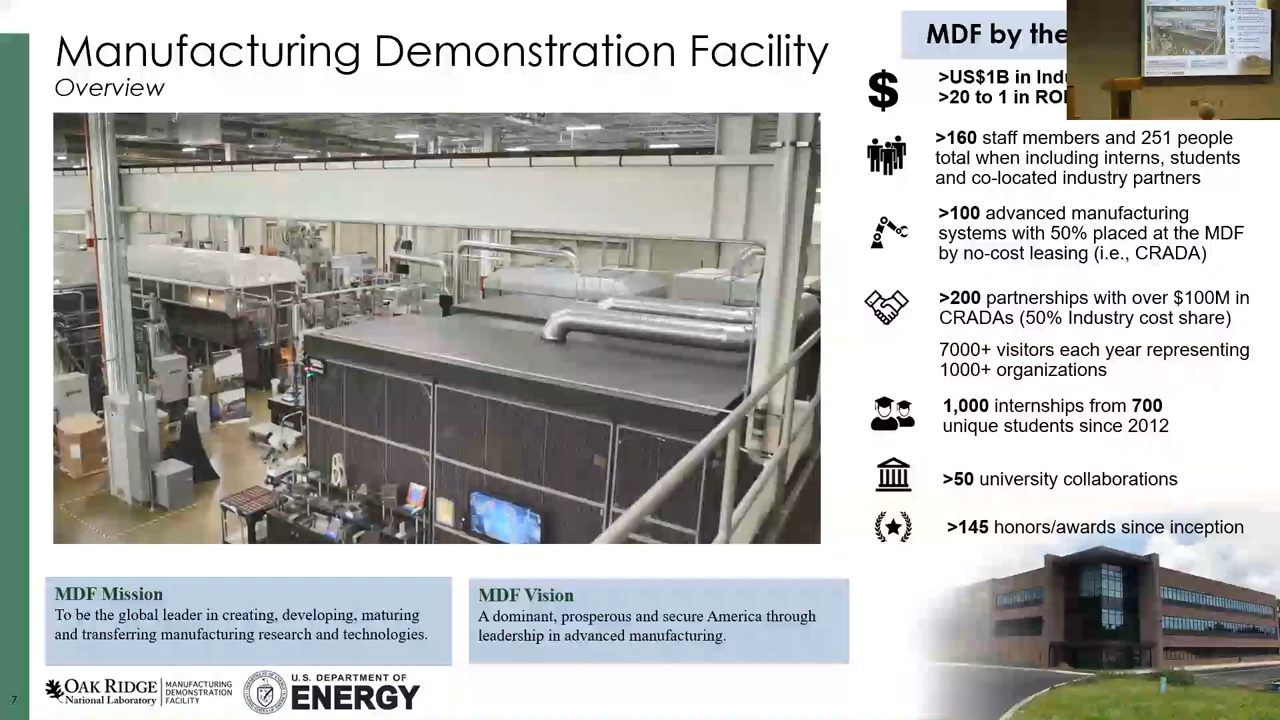 Manufacturing Demonstration Facility
Overview
MDF by the
>US$1B in
>20 to 1 in
>160 staff members and 251 people
total when including interns, students
and co-located industry partners
>100 advanced manufacturing
systems with 50% placed at the MDF
by no-cost leasing (i.e., CRADA)
>200 partnerships with over $100M in
CRADAs (50% Industry cost share)
7000+ visitors each year representing
1000+ organizations
1,000 internships from 700
unique students since 2012
>50 university collaborations
>145 honors/awards since inception
MDF Mission
To be the global leader in creating, developing, maturing
and transferring manufacturing research and technologies.
MDF Vision
A dominant, prosperous and secure America through
leadership in advanced manufacturing.
OAK RIDGE
National Laboratory
MANUFACTURING
DEMONSTRATION
FACILITY
U.S. DEPARTMENT OF
ENERGY
7